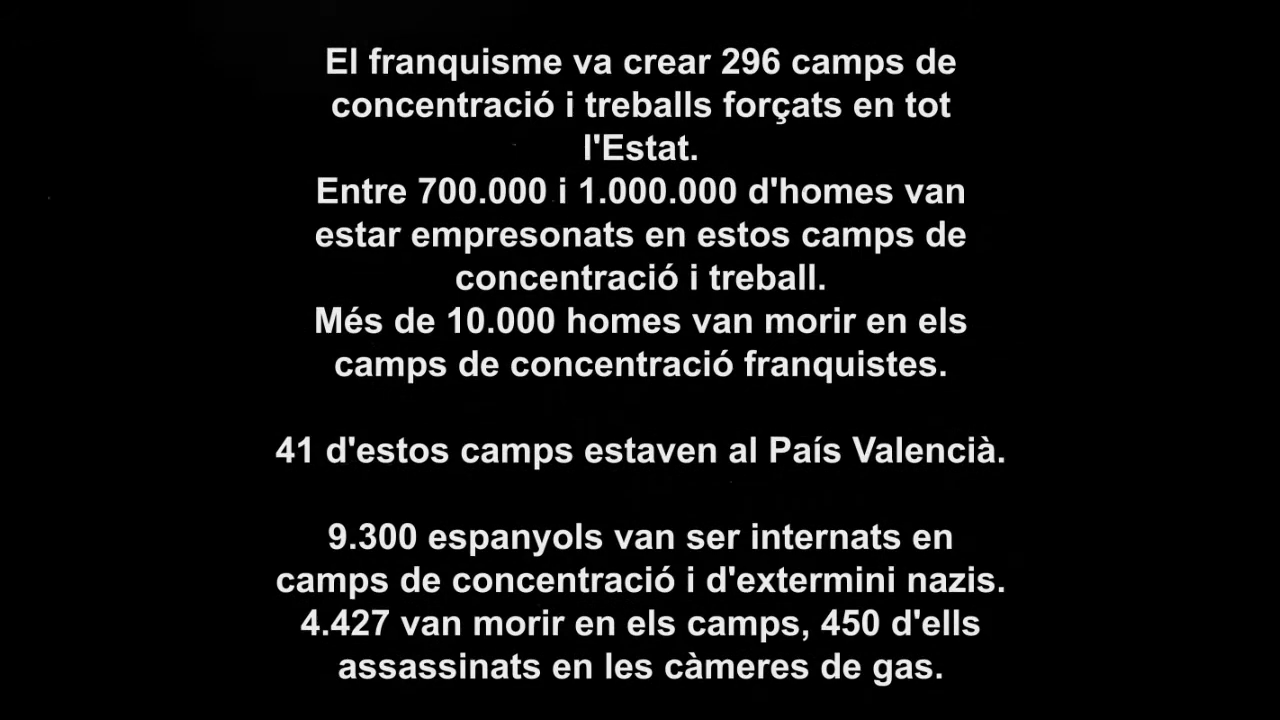 El franquisme va crear 296 camps de
concentració i treballs forçats en tot
l'Estat.
Entre 700.000 i 1.000.000 d'homes van
estar empresonats en estos camps de
concentració i treball.
Més de 10.000 homes van morir en els
camps de concentració franquistes.
41 d'estos camps estaven al País Valencià.
9.300 espanyols van ser internats en
camps de concentració i d'extermini nazis.
4.427 van morir en els camps, 450 d'ells
assassinats en les càmeres de gas.